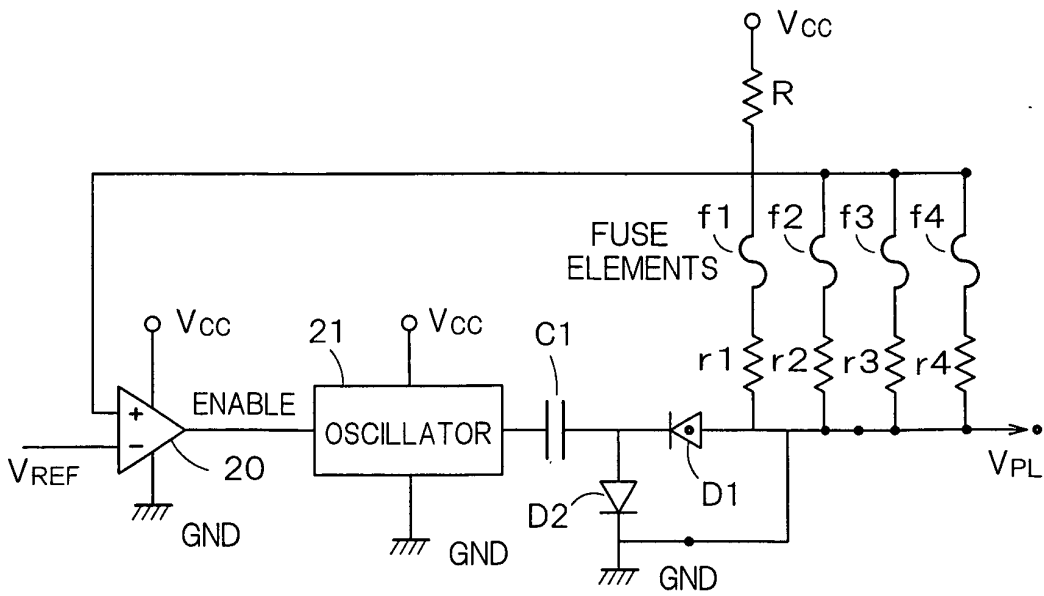 VCC
R
f1 f2 f3 f4
FUSE
ELEMENTS
VCC
21
VCC
C1
r1 r2 r3 r4
ENABLE
+
OSCILLATOR
−
VREF
20
D1
VPL
D2
GND
GND
GND